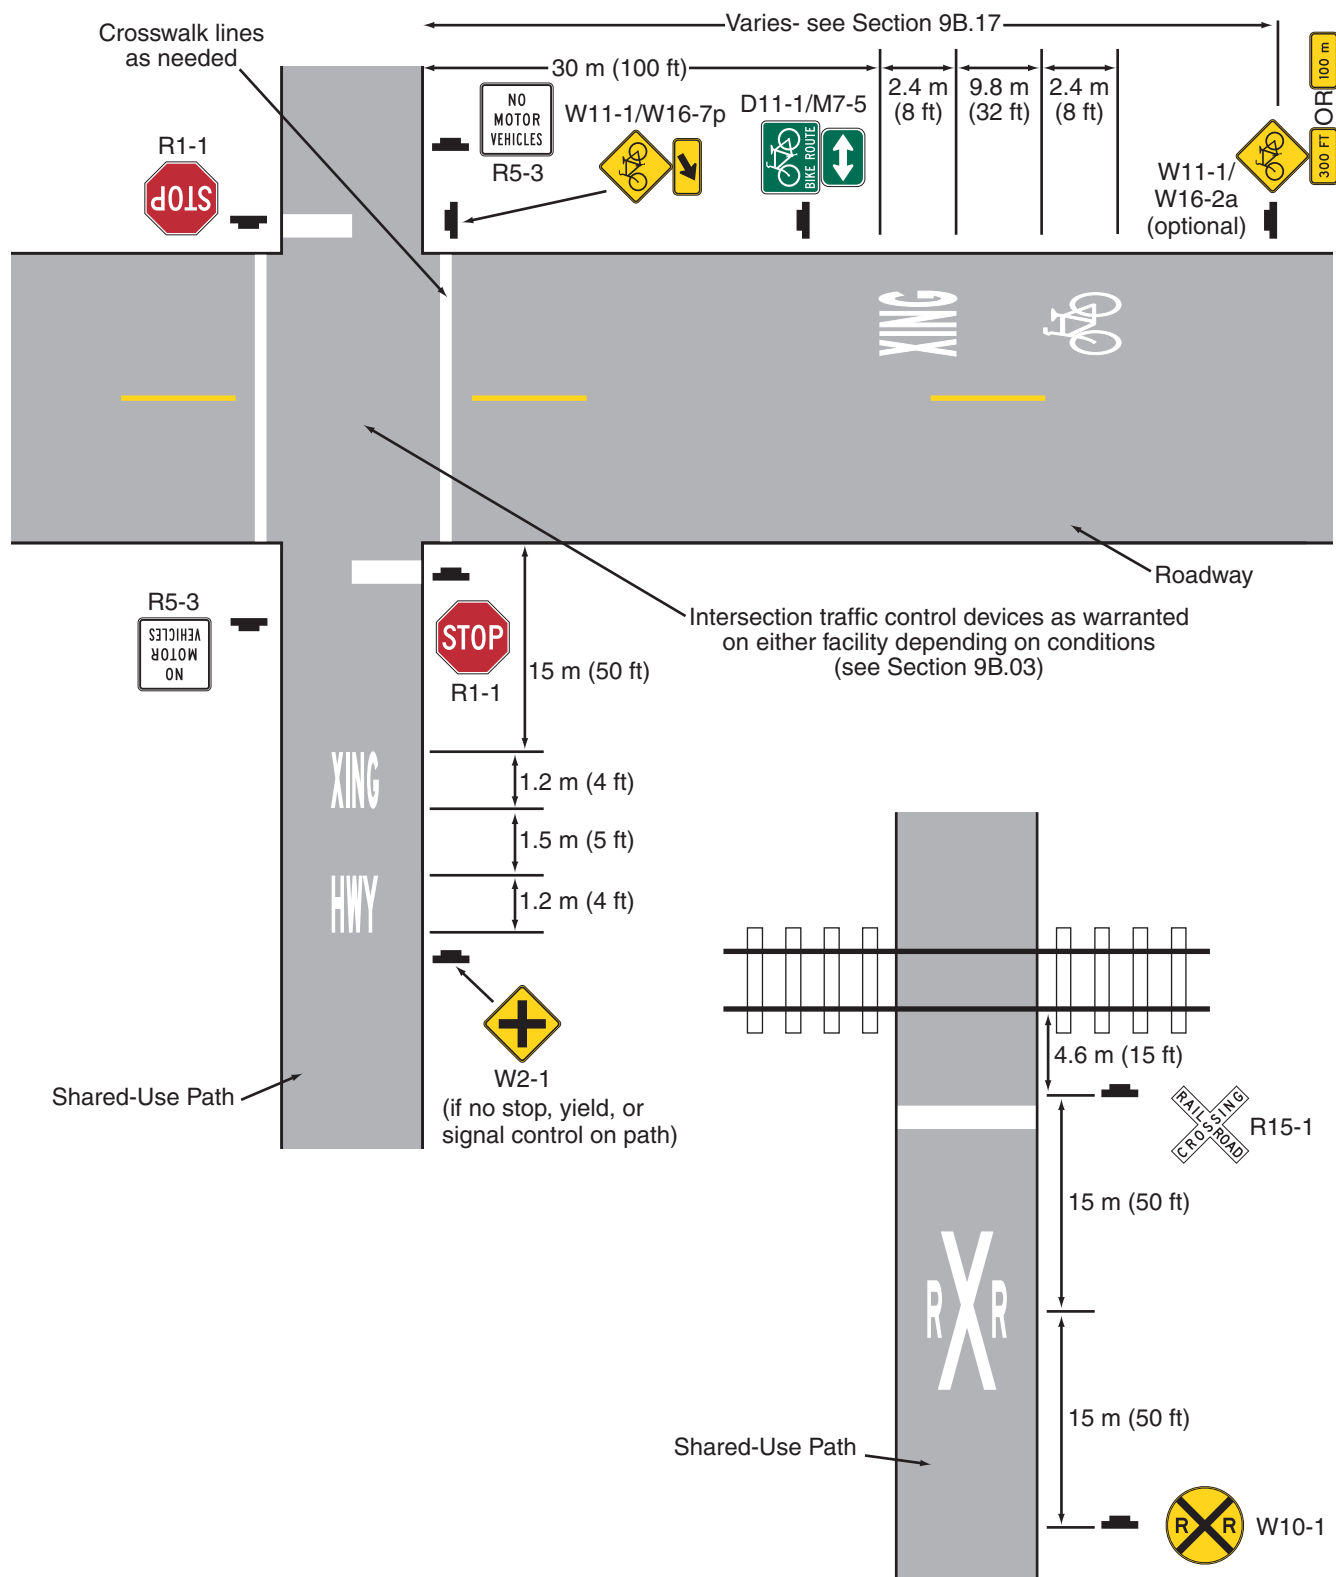 Varies- see Section 9B.17
Crosswalk lines
as needed
30 m (100 ft)
2.4 m
(8 ft)
9.8 m
(32 ft)
2.4 m
(8 ft)
100 m
OR
300 FT
NO
MOTOR
VEHICLES
R5-3
W11-1/W16-7p
D11-1/M7-5
BIKE ROUTE
W11-1/
W16-2a
(optional)
R1-1
STOP
XING
Roadway
Intersection traffic control devices as warranted
on either facility depending on conditions
(see Section 9B.03)
R5-3
NO
MOTOR
VEHICLES
STOP
R1-1
15 m (50 ft)
XING
1.2 m (4 ft)
1.5 m (5 ft)
HWY
1.2 m (4 ft)
W2-1
(if no stop, yield, or
signal control on path)
Shared-Use Path
4.6 m (15 ft)
RAILROAD
CROSSING
R15-1
15 m (50 ft)
R X R
15 m (50 ft)
Shared-Use Path
R R
W10-1